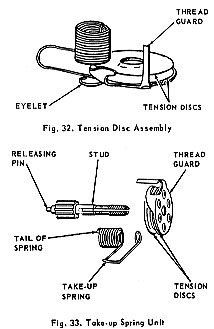 THREAD
GUARD
EYELET
TENSION DISCS
Fig. 32. Tension Disc Assembly
RELEASING
PIN
STUD
THREAD
GUARD
TAIL OF
SPRING
TAKE-UP
SPRING
TENSION
DISCS
Fig. 33. Take-up Spring Unit